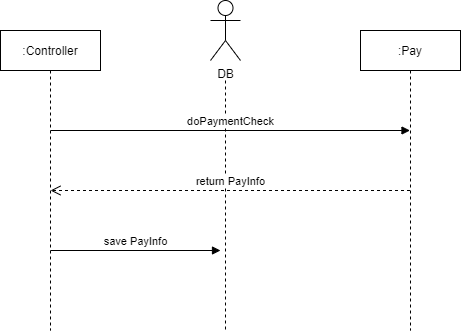 :Controller
DB
:Pay
doPaymentCheck
return PayInfo
save PayInfo